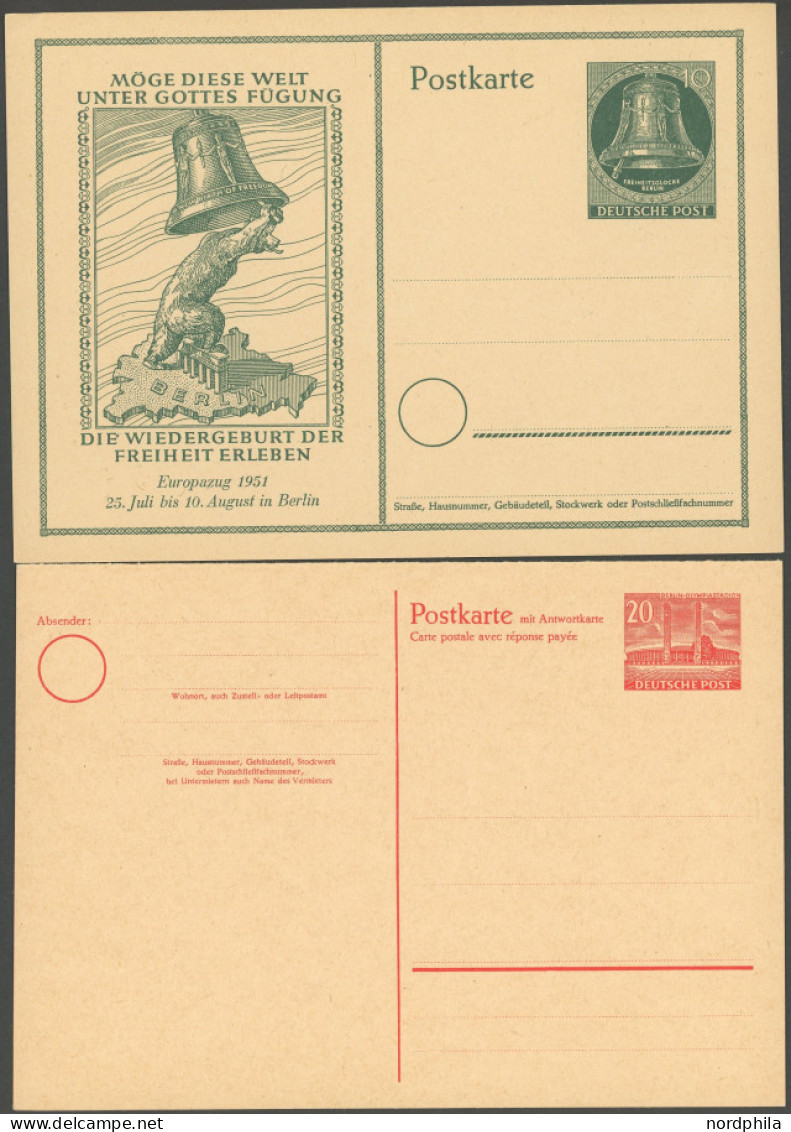 MÖGE DIESE WELT
UNTER GOTTES FÜGUNG
OF FREEDOM
BERLIN
DIE WIEDERGEBURT DER
FREIHEIT ERLEBEN
Europazug 1951
25. Juli bis 10. August in Berlin
Postkarte
10
FREIHEITSGLOCKE
BERLIN
DEUTSCHE POST
Straße, Hausnummer, Gebäudeteil, Stockwerk oder Postschließfachnummer
Absender:
Wohnort, auch Zustell- oder Leitpostamt
Straße, Hausnummer, Gebäudeteil, Stockwerk
oder Postschließfachnummer,
bei Untermietern auch Name des Vermieters
Postkarte mit Antwortkarte
Carte postale avec réponse payée
20
DEUTSCHE POST
nordphila